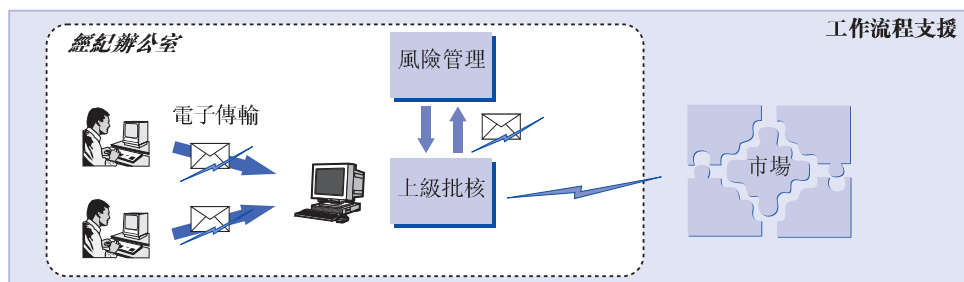 工作流程支援
經紀辦公室
風險管理
電子傳輸
上級批核
市場